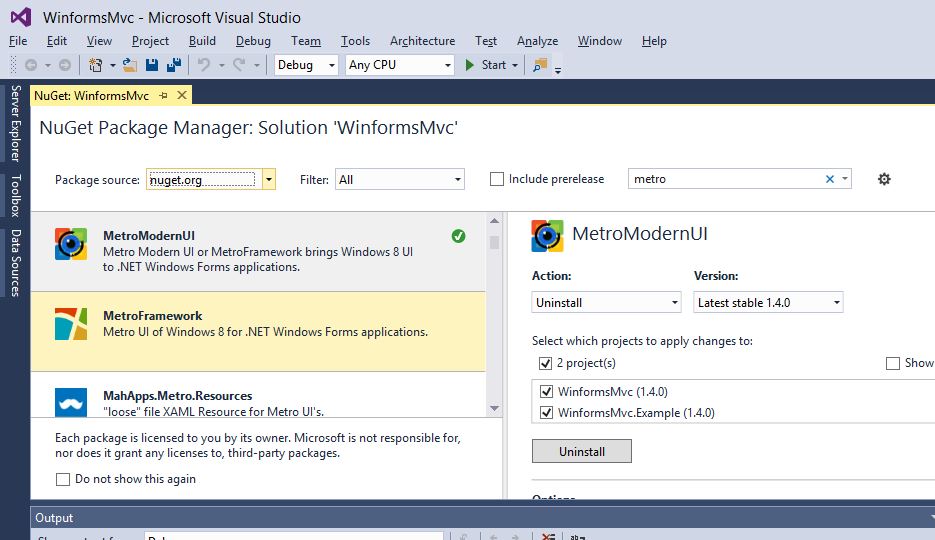 WinformsMvc - Microsoft Visual Studio
File Edit View Project Build Debug Team Tools Architecture Test Analyze Window Help
Debug Any CPU Start
Server Explorer
Toolbox
Data Sources
NuGet: WinformsMvc
NuGet Package Manager: Solution 'WinformsMvc'
Package source: nuget.org Filter: All Include prerelease metro
MetroModernUI
Metro Modern UI or MetroFramework brings Windows 8 UI
to .NET Windows Forms applications.
MetroFramework
Metro UI of Windows 8 for .NET Windows Forms applications.
MahApps.Metro.Resources
"loose" file XAML Resource for Metro UI's.
Each package is licensed to you by its owner. Microsoft is not responsible for,
nor does it grant any licenses to, third-party packages.
Do not show this again
MetroModernUI
Action: Version:
Uninstall Latest stable 1.4.0
Select which projects to apply changes to:
2 project(s) Show
WinformsMvc (1.4.0)
WinformsMvc.Example (1.4.0)
Uninstall
Options
Output